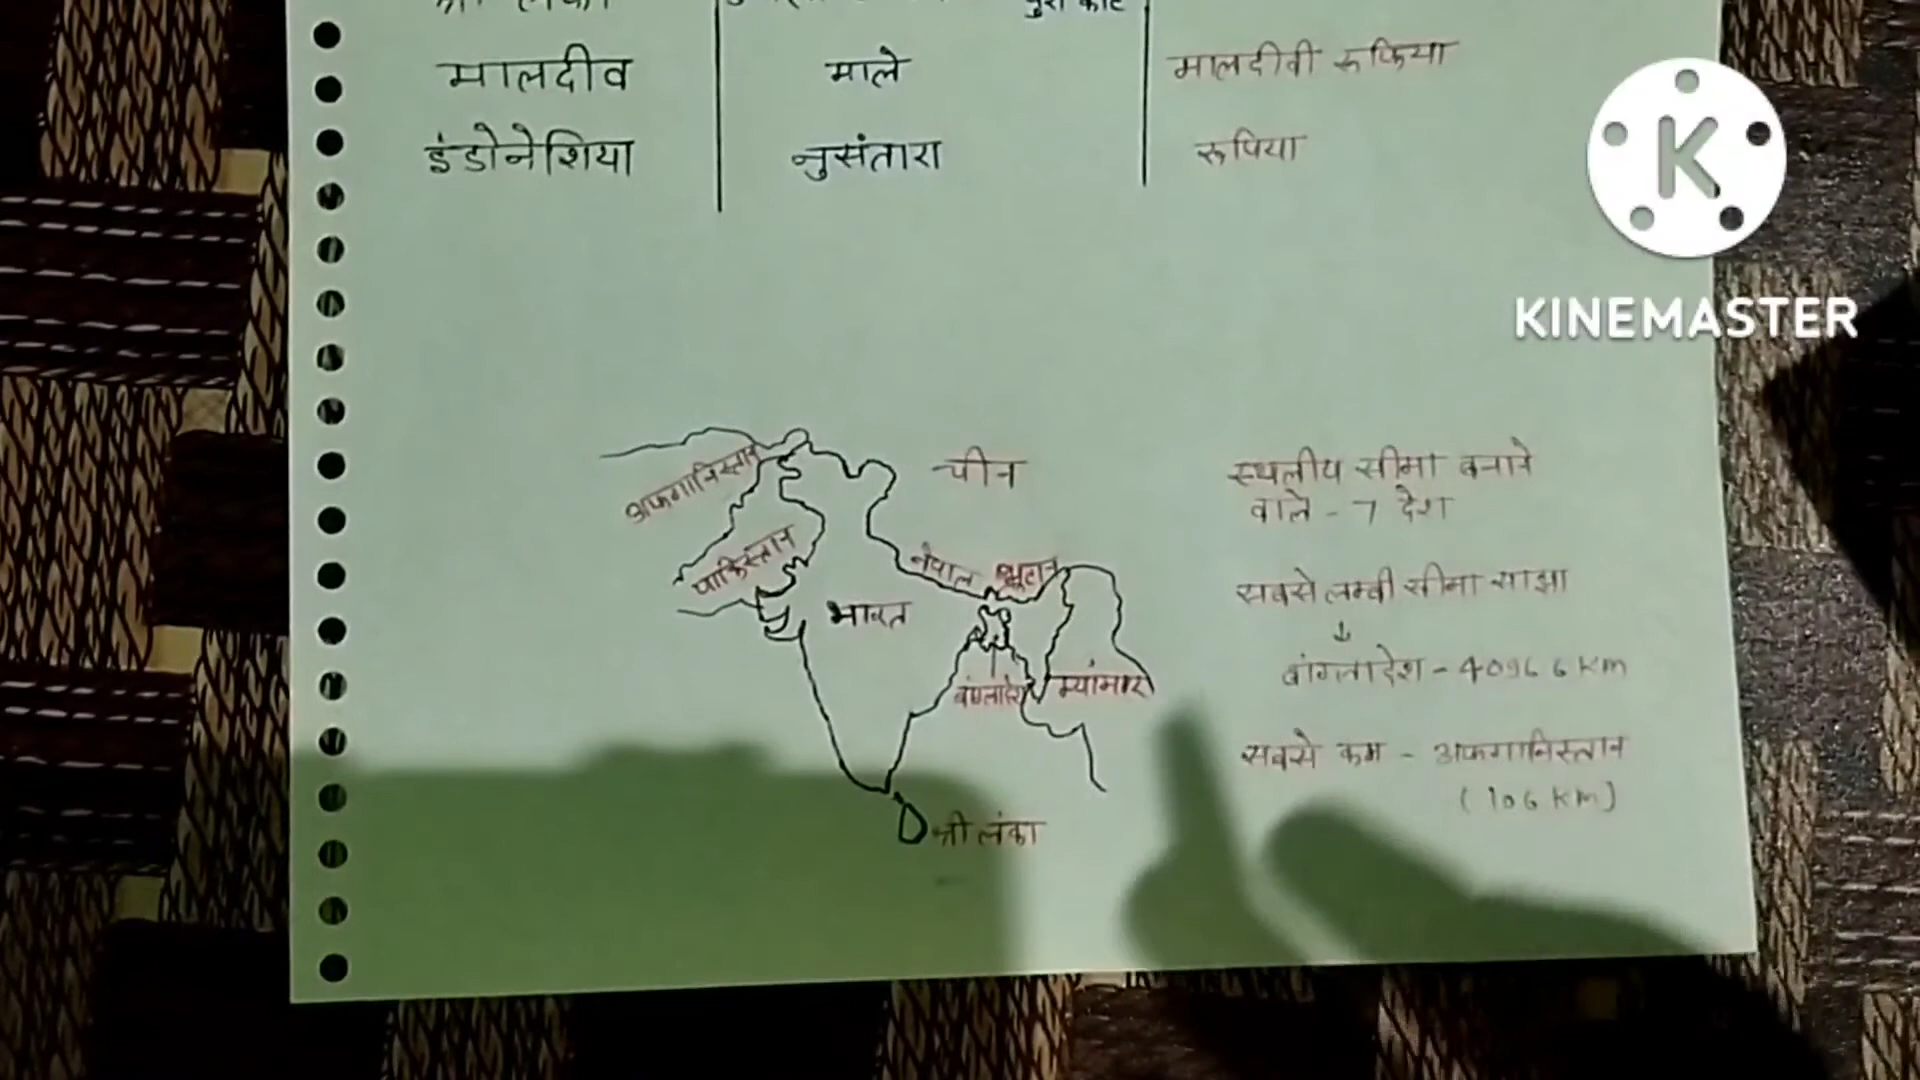 मालदीव माले मालदीवी रूफिया
इंडोनेशिया नुसंतारा रूपिया
KINEMASTER
अफगानिस्तान
चीन
पाकिस्तान
नेपाल भूटान
भारत
बंग्लादेश म्यांमार
श्री लंका
स्थलीय सीमा बनाने
वाले - 7 देश
सबसे लम्बी सीमा साझा
↓
बांग्लादेश - 4096 6 km
सबसे कम - अफगानिस्तान
(106 km)